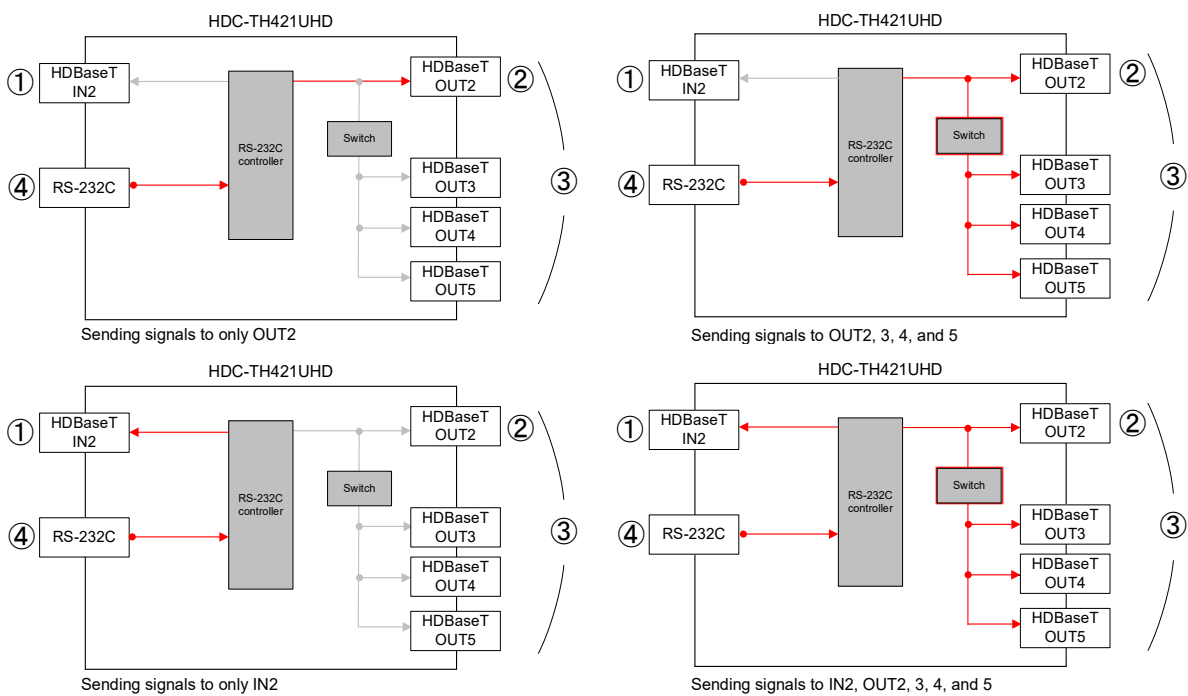 HDC-TH421UHD
①
HDBaseT
IN2
④
RS-232C
RS-232C
controller
Switch
HDBaseT
OUT2
②
HDBaseT
OUT3
③
HDBaseT
OUT4
HDBaseT
OUT5
Sending signals to only OUT2
HDC-TH421UHD
①
HDBaseT
IN2
④
RS-232C
RS-232C
controller
Switch
HDBaseT
OUT2
②
HDBaseT
OUT3
③
HDBaseT
OUT4
HDBaseT
OUT5
Sending signals to OUT2, 3, 4, and 5
HDC-TH421UHD
①
HDBaseT
IN2
④
RS-232C
RS-232C
controller
Switch
HDBaseT
OUT2
②
HDBaseT
OUT3
③
HDBaseT
OUT4
HDBaseT
OUT5
Sending signals to only IN2
HDC-TH421UHD
①
HDBaseT
IN2
④
RS-232C
RS-232C
controller
Switch
HDBaseT
OUT2
②
HDBaseT
OUT3
③
HDBaseT
OUT4
HDBaseT
OUT5
Sending signals to IN2, OUT2, 3, 4, and 5